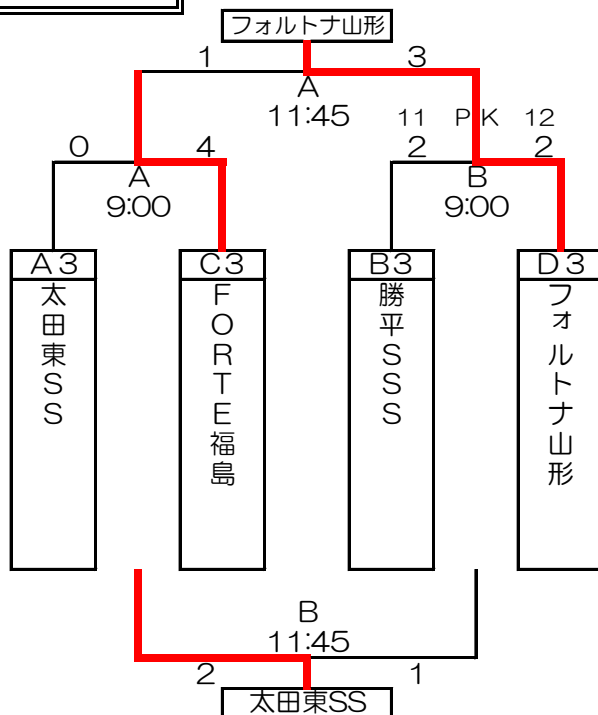 フォルトナ山形
1 3
A
11:45
11 PK 12
0 4 2 2
A B
9:00 9:00
A3 C3 B3 D3
太田東SS
FORTE福島
勝平SSS
フォルトナ山形
B
11:45
2 1
太田東SS